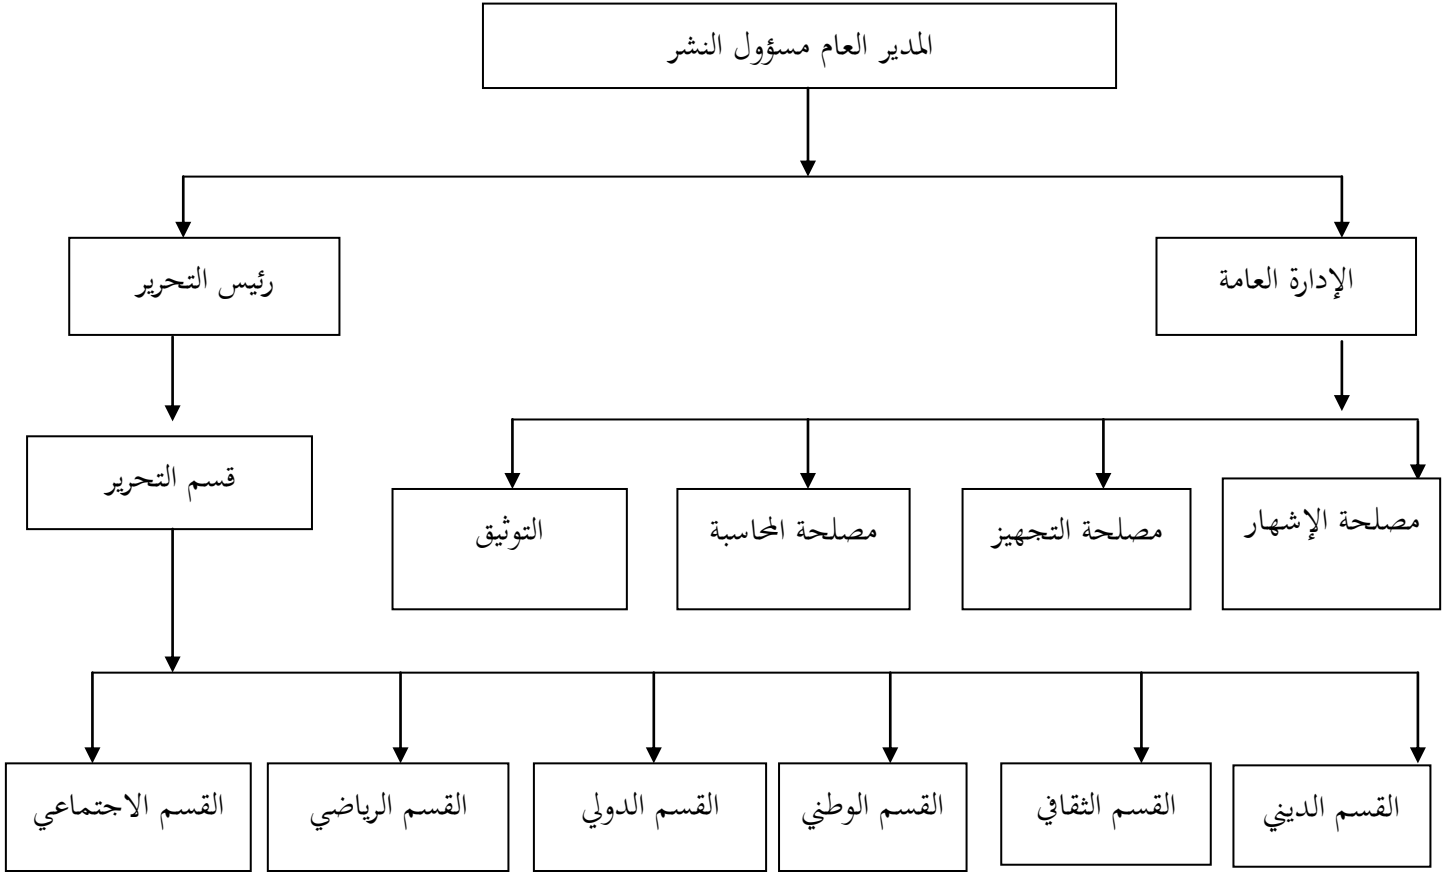 المدير العام مسؤول النشر
الإدارة العامة
رئيس التحرير
قسم التحرير
مصلحة الإشهار
مصلحة التجهيز
مصلحة المحاسبة
التوثيق
القسم الديني
القسم الثقافي
القسم الوطني
القسم الدولي
القسم الرياضي
القسم الاجتماعي